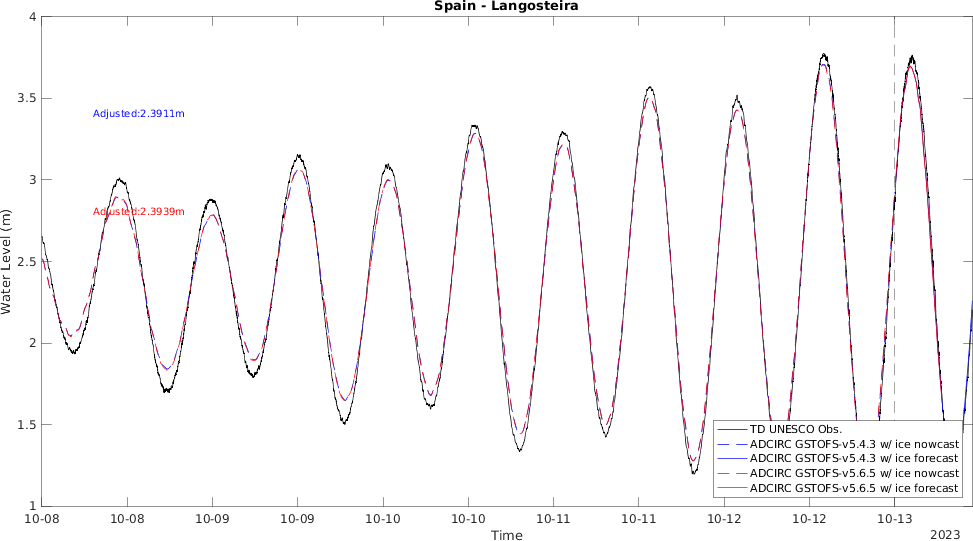 Spain - Langosteira
4
3.5
3
2.5
2
1.5
1
Water Level (m)
Adjusted:2.3911m
Adjusted:2.3939m
TD UNESCO Obs.
ADCIRC GSTOFS-v5.4.3 w/ ice nowcast
ADCIRC GSTOFS-v5.4.3 w/ ice forecast
ADCIRC GSTOFS-v5.6.5 w/ ice nowcast
ADCIRC GSTOFS-v5.6.5 w/ ice forecast
10-08 10-08 10-09 10-09 10-10 10-10 10-11 10-11 10-12 10-12 10-13
Time
2023